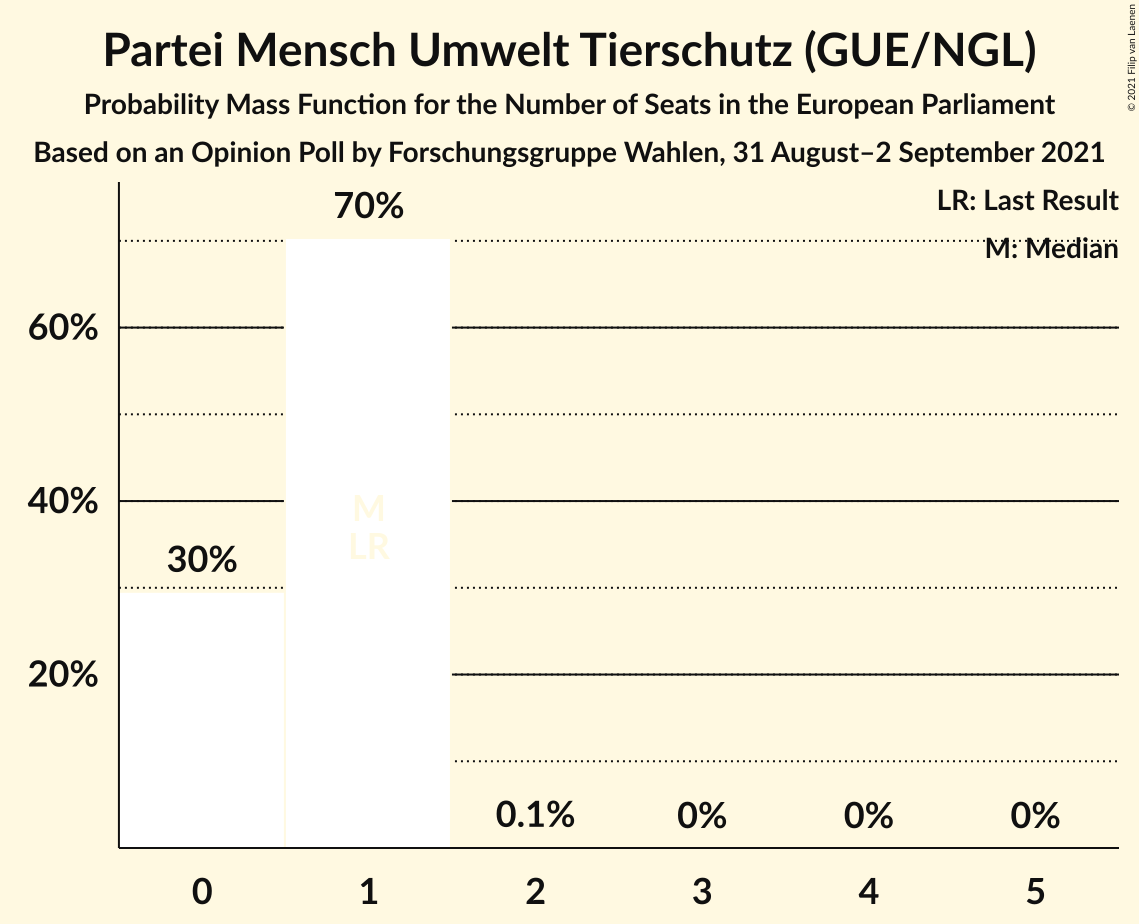 Partei Mensch Umwelt Tierschutz (GUE/NGL)
Probability Mass Function for the Number of Seats in the European Parliament
Based on an Opinion Poll by Forschungsgruppe Wahlen, 31 August–2 September 2021
© 2021 Filip van Laenen
LR: Last Result
M: Median
70%
60%
40%
30%
20%
M
LR
0.1%
0%
0%
0%
0 1 2 3 4 5